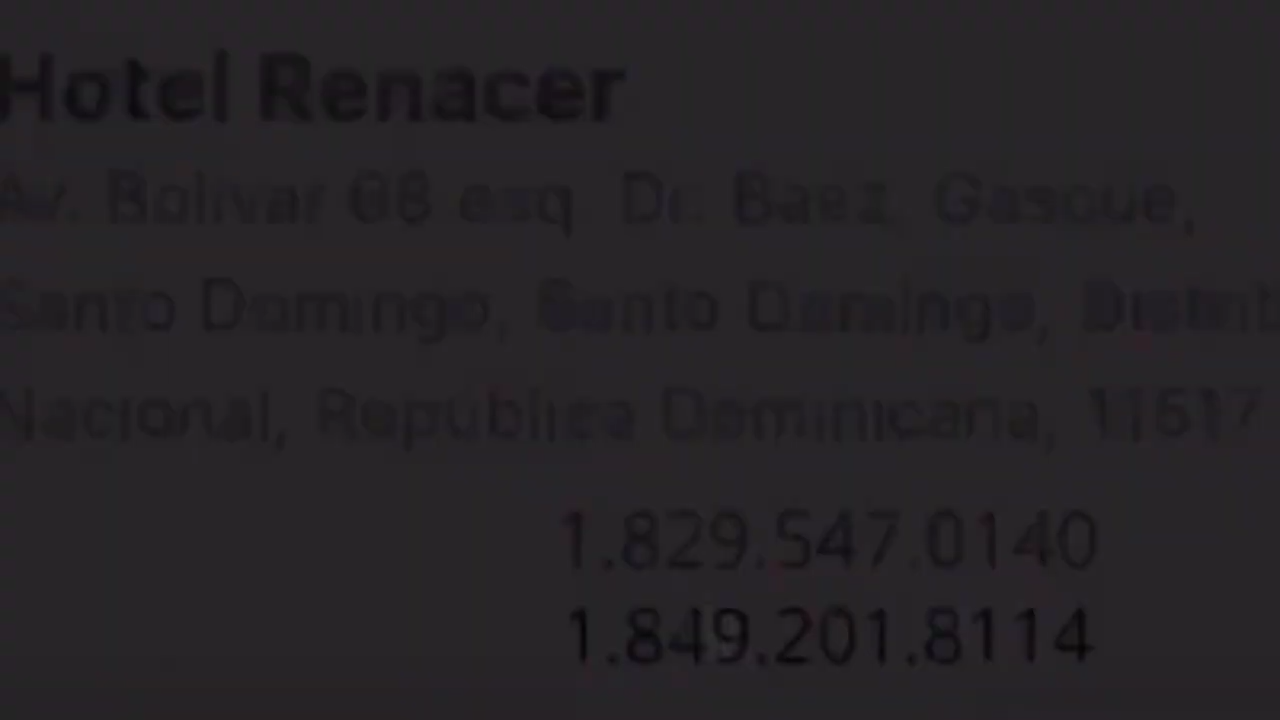 Hotel Renacer
Av. Bolivar 68 esq. Dr. Baez, Gascue,
Santo Domingo, Santo Domingo, Distrit
Nacional, República Dominicana,
1.829.547.0140
1.849.201.8114